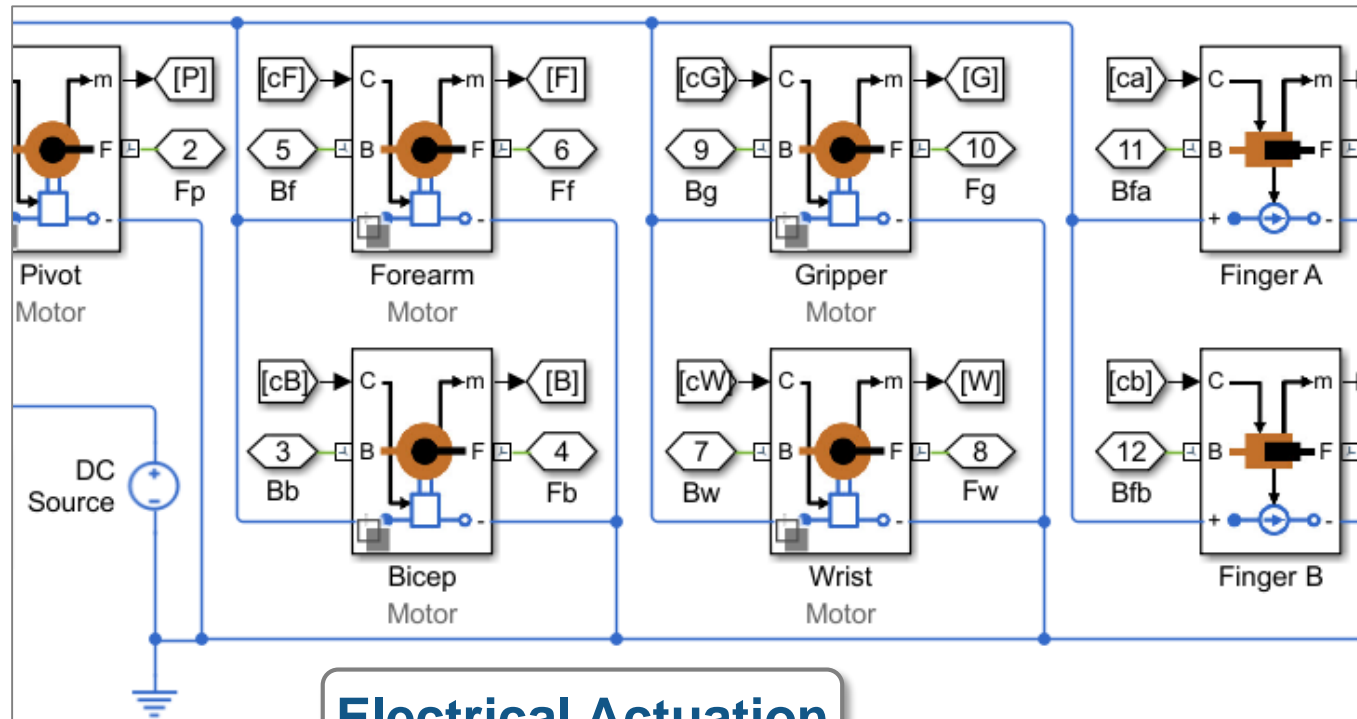 m [P] [cF] C m [F] [cG] C m [G] [ca] C m
F 2 5 B F 6 9 B F 10 11 B F
Fp Bf Ff Bg Fg Bfa
- - - + -
Pivot Forearm Gripper Finger A
Motor Motor Motor
[cB] C m [B] [cW] C m [W] [cb] C m
3 B F 4 7 B F 8 12 B F
Bb Fb Bw Fw Bfb
DC
Source
+
-
- - + -
Bicep Wrist Finger B
Motor Motor
Electrical Actuation